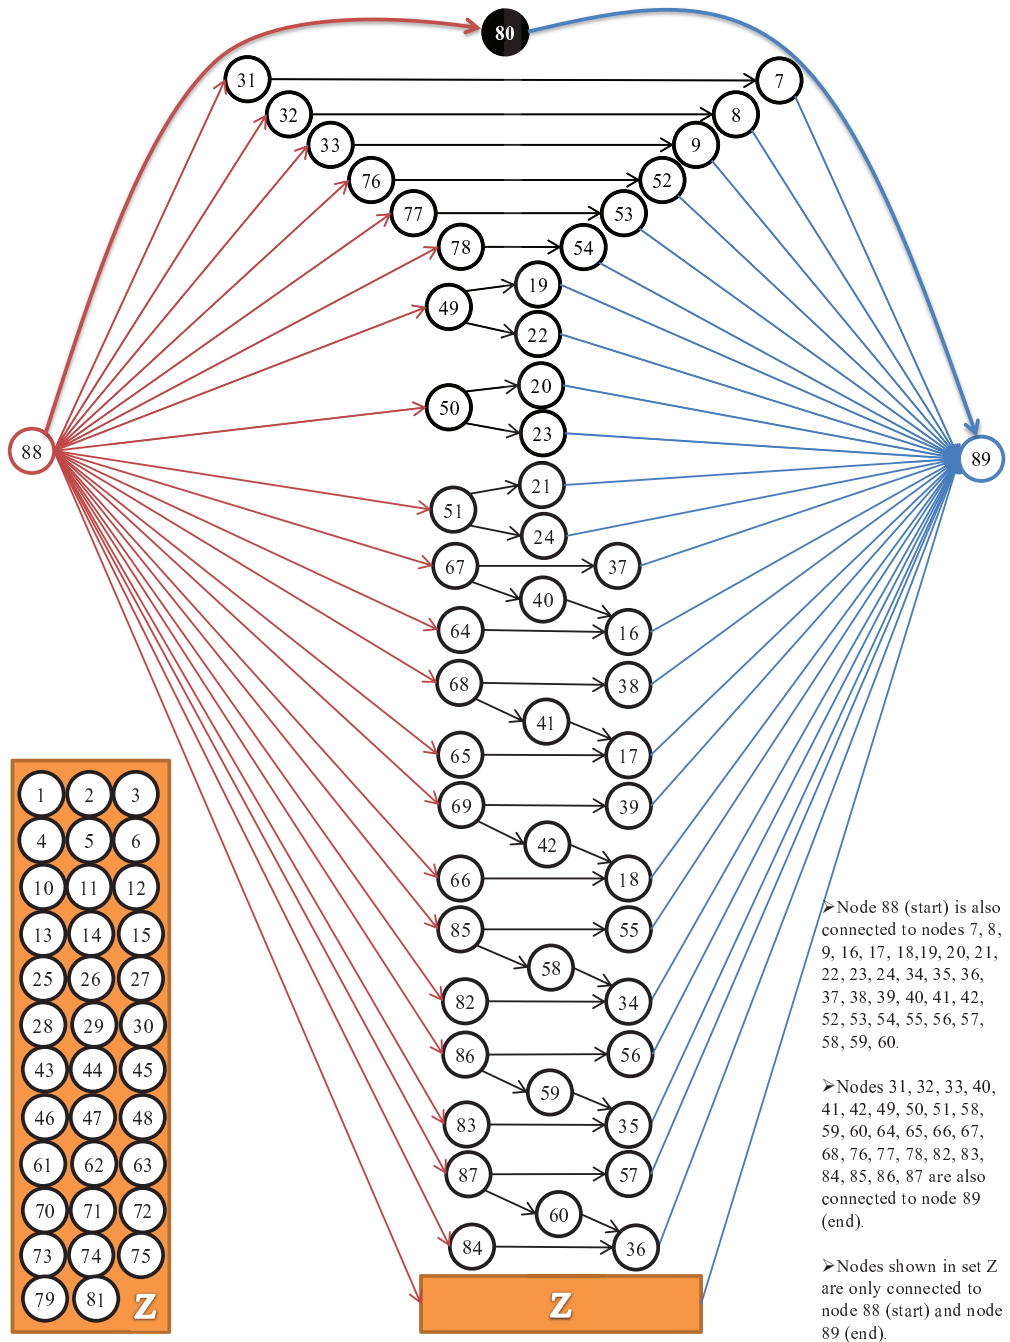 80
31 7
32 8
33 9
76 52
77 53
78 54
19
49
22
20
50
23
88
89
21
51
24
67 37
40
64 16
68 38
41
65 17
69 39
42
66 18
85 55
58
82 34
86 56
59
83 35
87 57
60
84 36
Z
1 2 3
4 5 6
10 11 12
13 14 15
25 26 27
28 29 30
43 44 45
46 47 48
61 62 63
70 71 72
73 74 75
79 81 Z
➢Node 88 (start) is also
connected to nodes 7, 8,
9, 16, 17, 18,19, 20, 21,
22, 23, 24, 34, 35, 36,
37, 38, 39, 40, 41, 42,
52, 53, 54, 55, 56, 57,
58, 59, 60.
➢Nodes 31, 32, 33, 40,
41, 42, 49, 50, 51, 58,
59, 60, 64, 65, 66, 67,
68, 76, 77, 78, 82, 83,
84, 85, 86, 87 are also
connected to node 89
(end).
➢Nodes shown in set Z
are only connected to
node 88 (start) and node
89 (end).